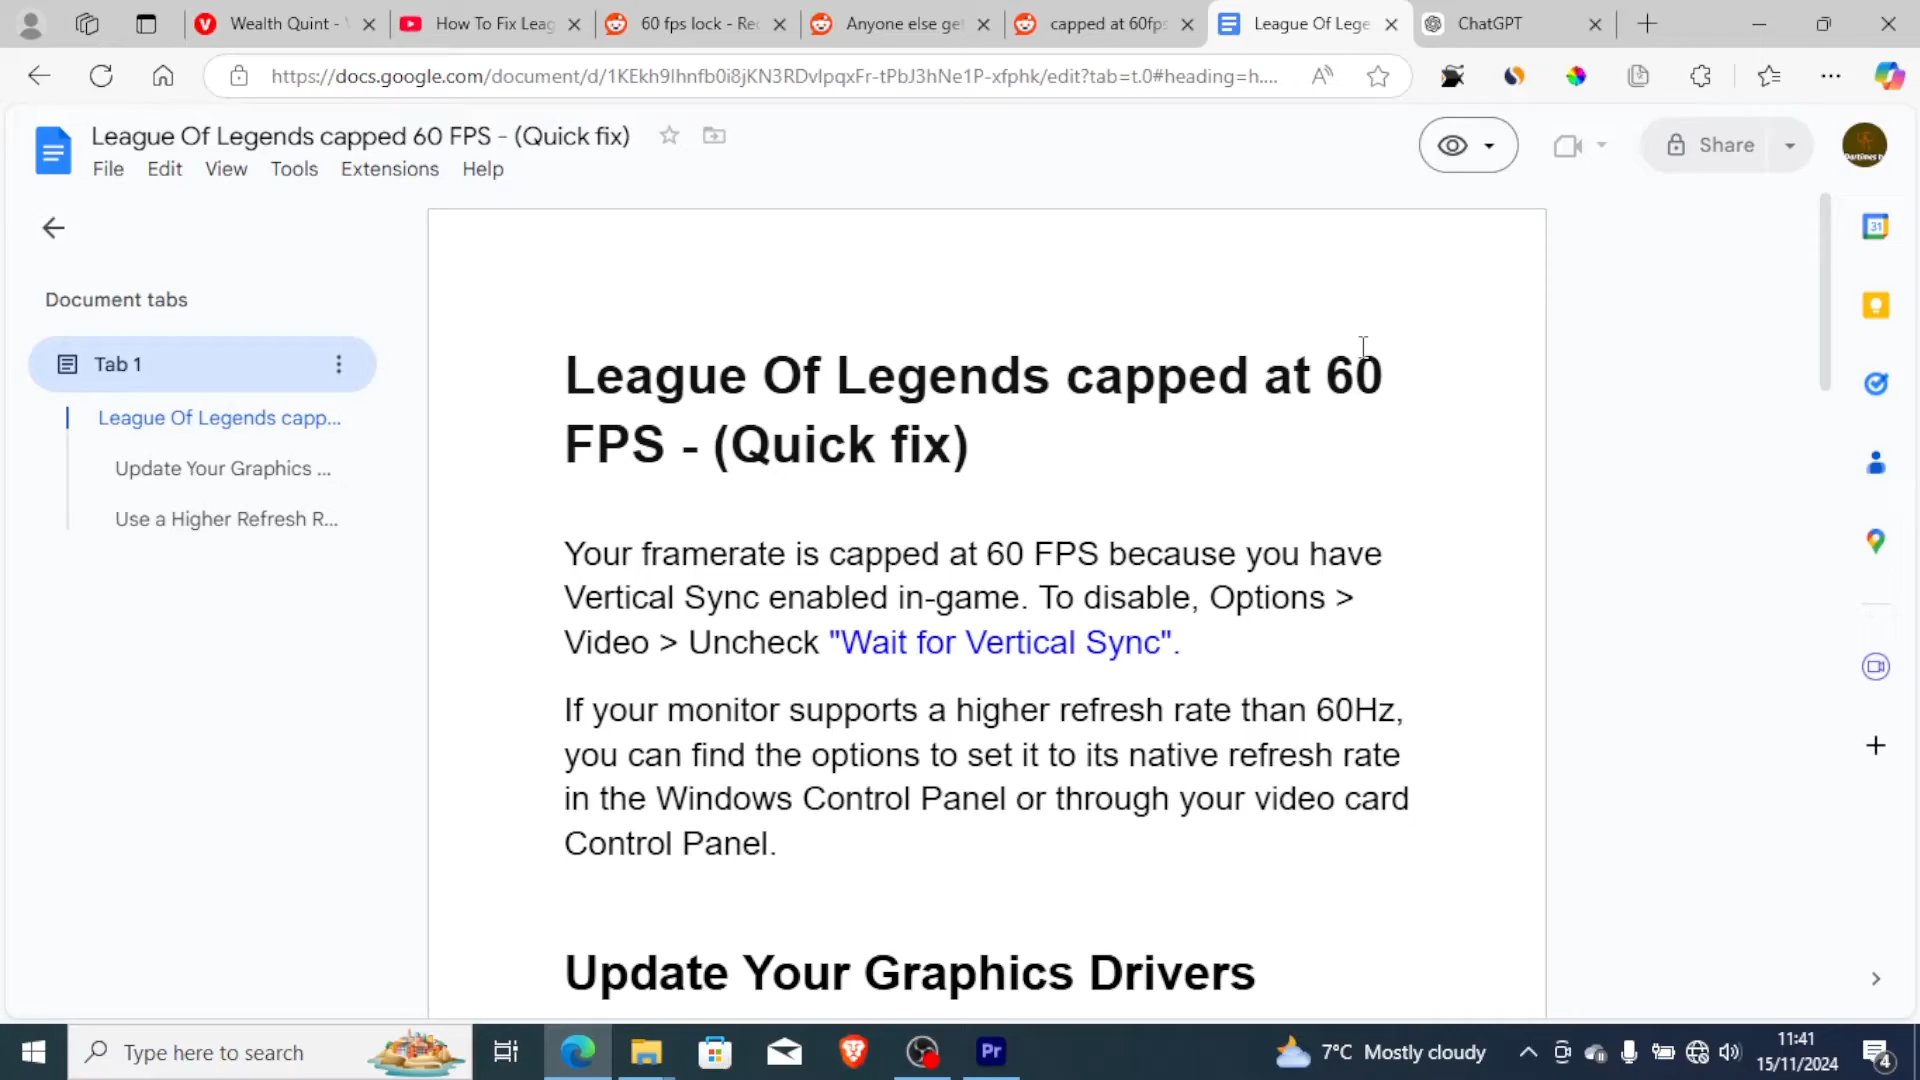 Wealth Quint -
How To Fix Leag
60 fps lock - Re
Anyone else ge
capped at 60fps
League Of Lege
ChatGPT
https://docs.google.com/document/d/1KEkh9lhnfb0i8jKN3RDvIpqxFr-tPbJ3hNe1P-xfphk/edit?tab=t.0#heading=h....
League Of Legends capped 60 FPS - (Quick fix)
File Edit View Tools Extensions Help
Share
Document tabs
Tab 1
League Of Legends capp...
Update Your Graphics ...
Use a Higher Refresh R...
31
League Of Legends capped at 60
FPS - (Quick fix)
Your framerate is capped at 60 FPS because you have
Vertical Sync enabled in-game. To disable, Options >
Video > Uncheck "Wait for Vertical Sync".
If your monitor supports a higher refresh rate than 60Hz,
you can find the options to set it to its native refresh rate
in the Windows Control Panel or through your video card
Control Panel.
Update Your Graphics Drivers
Type here to search
Pr
7°C Mostly cloudy
11:41
15/11/2024
4